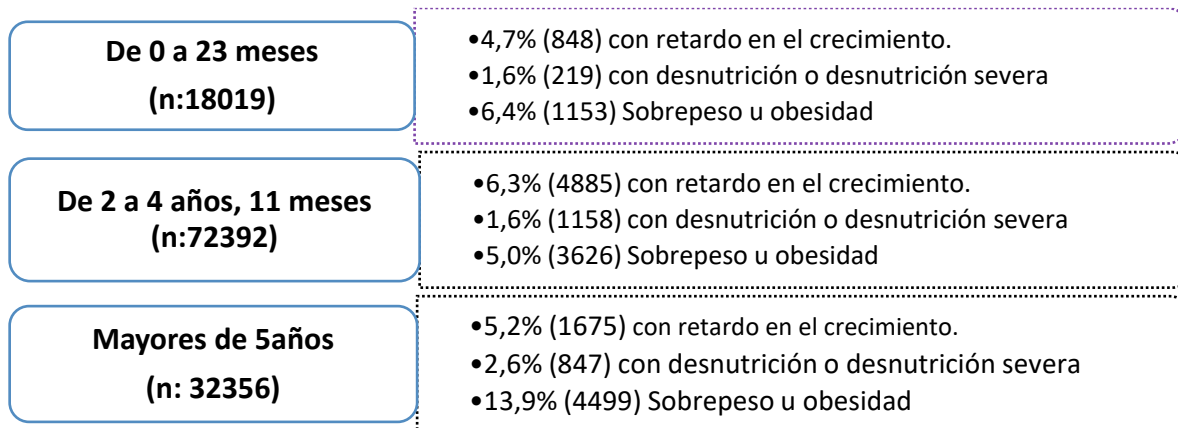 De 0 a 23 meses
(n:18019)
•4,7% (848) con retardo en el crecimiento.
•1,6% (219) con desnutrición o desnutrición severa
•6,4% (1153) Sobrepeso u obesidad
De 2 a 4 años, 11 meses
(n:72392)
•6,3% (4885) con retardo en el crecimiento.
•1,6% (1158) con desnutrición o desnutrición severa
•5,0% (3626) Sobrepeso u obesidad
Mayores de 5años
(n: 32356)
•5,2% (1675) con retardo en el crecimiento.
•2,6% (847) con desnutrición o desnutrición severa
•13,9% (4499) Sobrepeso u obesidad